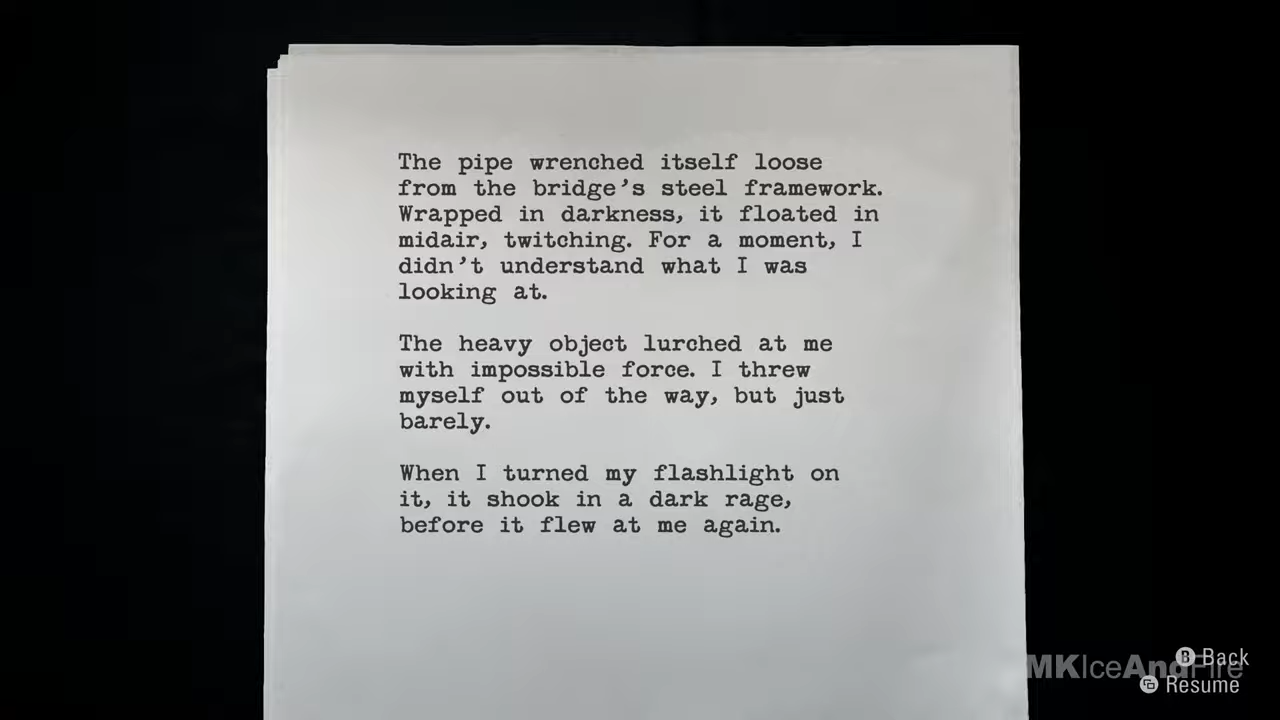 The pipe wrenched itself loose
from the bridge’s steel framework.
Wrapped in darkness, it floated in
midair, twitching. For a moment, I
didn’t understand what I was
looking at.
The heavy object lurched at me
with impossible force. I threw
myself out of the way, but just
barely.
When I turned my flashlight on
it, it shook in a dark rage,
before it flew at me again.
MKIceAndFire
B Back
Resume